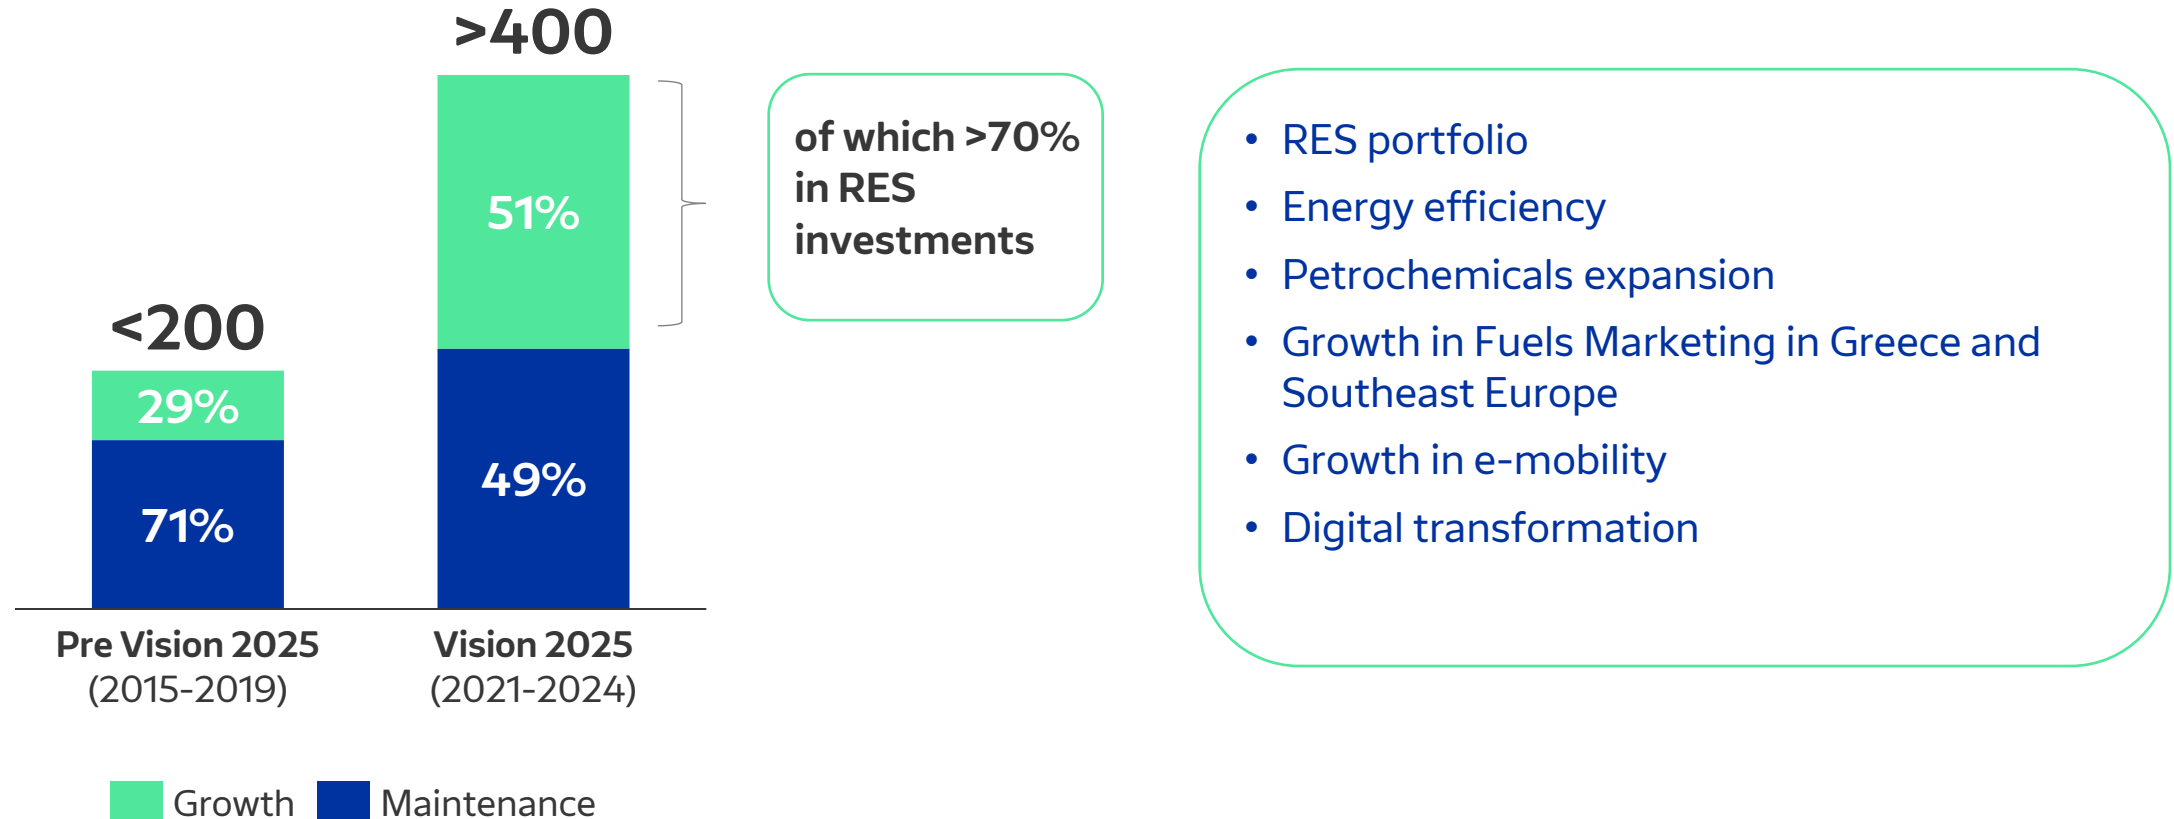 >400
51%
49%
<200
29%
71%
Pre Vision 2025
(2015-2019)
Vision 2025
(2021-2024)
Growth
Maintenance
of which >70%
in RES
investments
• RES portfolio
• Energy efficiency
• Petrochemicals expansion
• Growth in Fuels Marketing in Greece and
Southeast Europe
• Growth in e-mobility
• Digital transformation